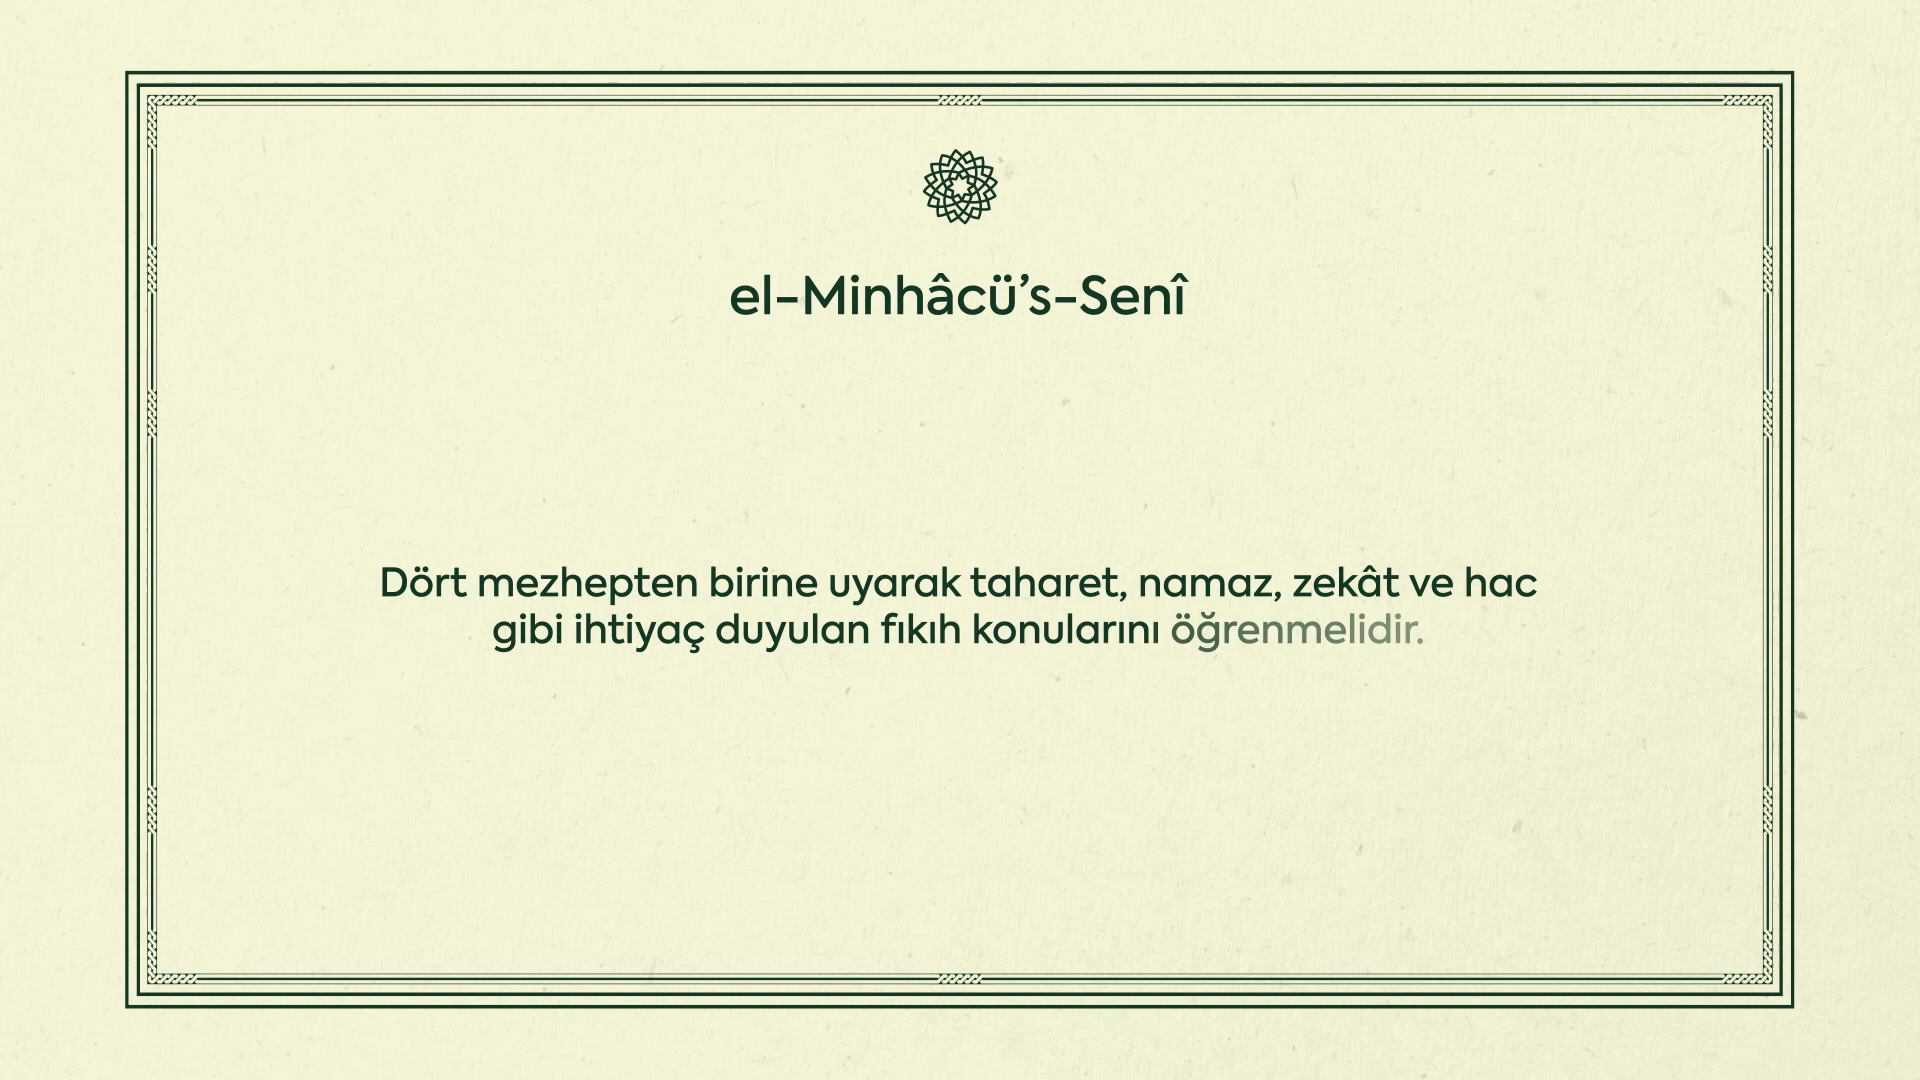 el-Minhâcü’s-Senî
Dört mezhepten birine uyarak taharet, namaz, zekât ve hac
gibi ihtiyaç duyulan fıkıh konularını öğrenmelidir.